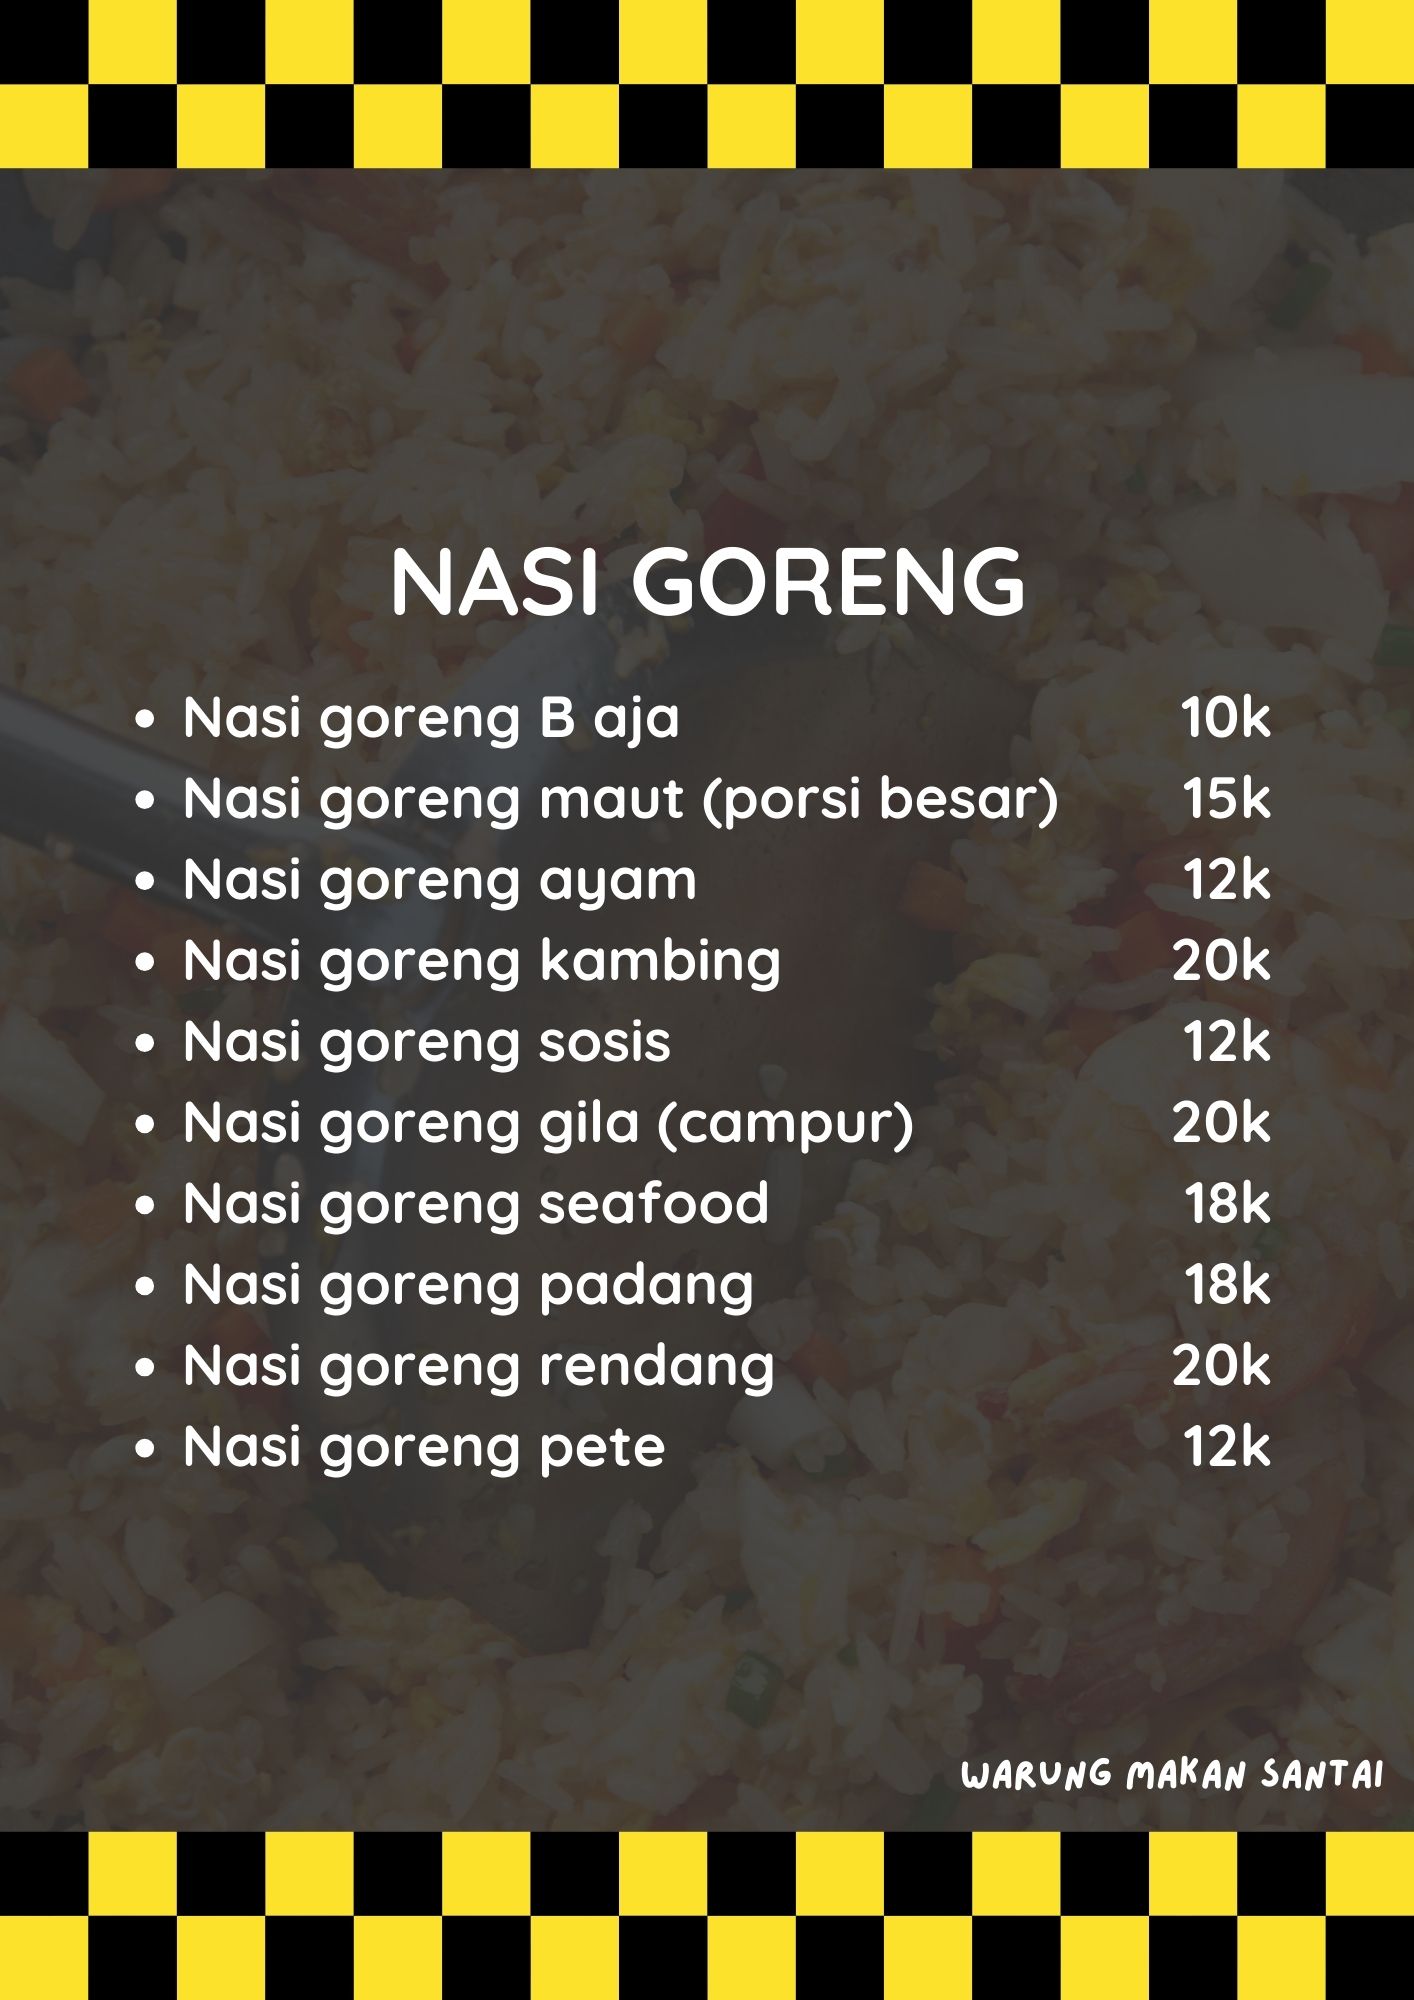 NASI GORENG
• Nasi goreng B aja 10k
• Nasi goreng maut (porsi besar) 15k
• Nasi goreng ayam 12k
• Nasi goreng kambing 20k
• Nasi goreng sosis 12k
• Nasi goreng gila (campur) 20k
• Nasi goreng seafood 18k
• Nasi goreng padang 18k
• Nasi goreng rendang 20k
• Nasi goreng pete 12k
WARUNG MAKAN SANTAI